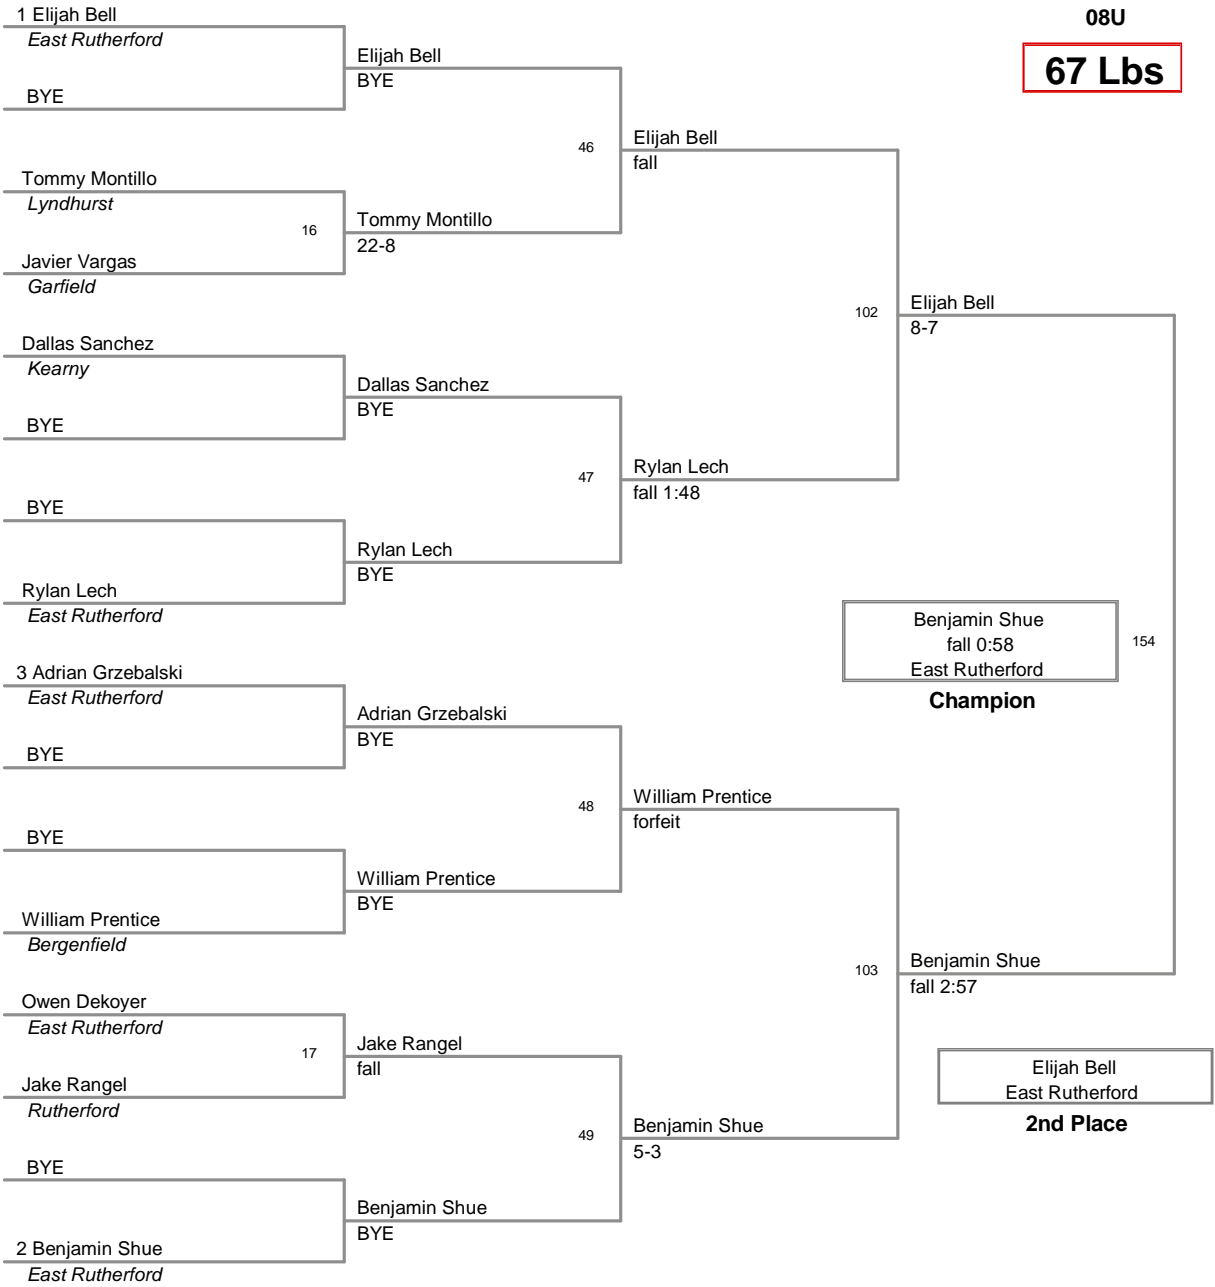 08U
67 Lbs
1 Elijah Bell
East Rutherford
BYE
Tommy Montillo
Lyndhurst
16
Javier Vargas
Garfield
Dallas Sanchez
Kearny
BYE
BYE
Rylan Lech
East Rutherford
3 Adrian Grzebalski
East Rutherford
BYE
BYE
William Prentice
Bergenfield
Owen Dekoyer
East Rutherford
17
Jake Rangel
Rutherford
BYE
2 Benjamin Shue
East Rutherford
Elijah Bell
BYE
46
Tommy Montillo
22-8
Dallas Sanchez
BYE
47
Rylan Lech
BYE
Adrian Grzebalski
BYE
48
William Prentice
BYE
Jake Rangel
fall
49
Benjamin Shue
BYE
Elijah Bell
fall
102
Rylan Lech
fall 1:48
William Prentice
forfeit
103
Benjamin Shue
5-3
Elijah Bell
8-7
Benjamin Shue
fall 0:58
East Rutherford
154
Champion
Benjamin Shue
fall 2:57
Elijah Bell
East Rutherford
2nd Place